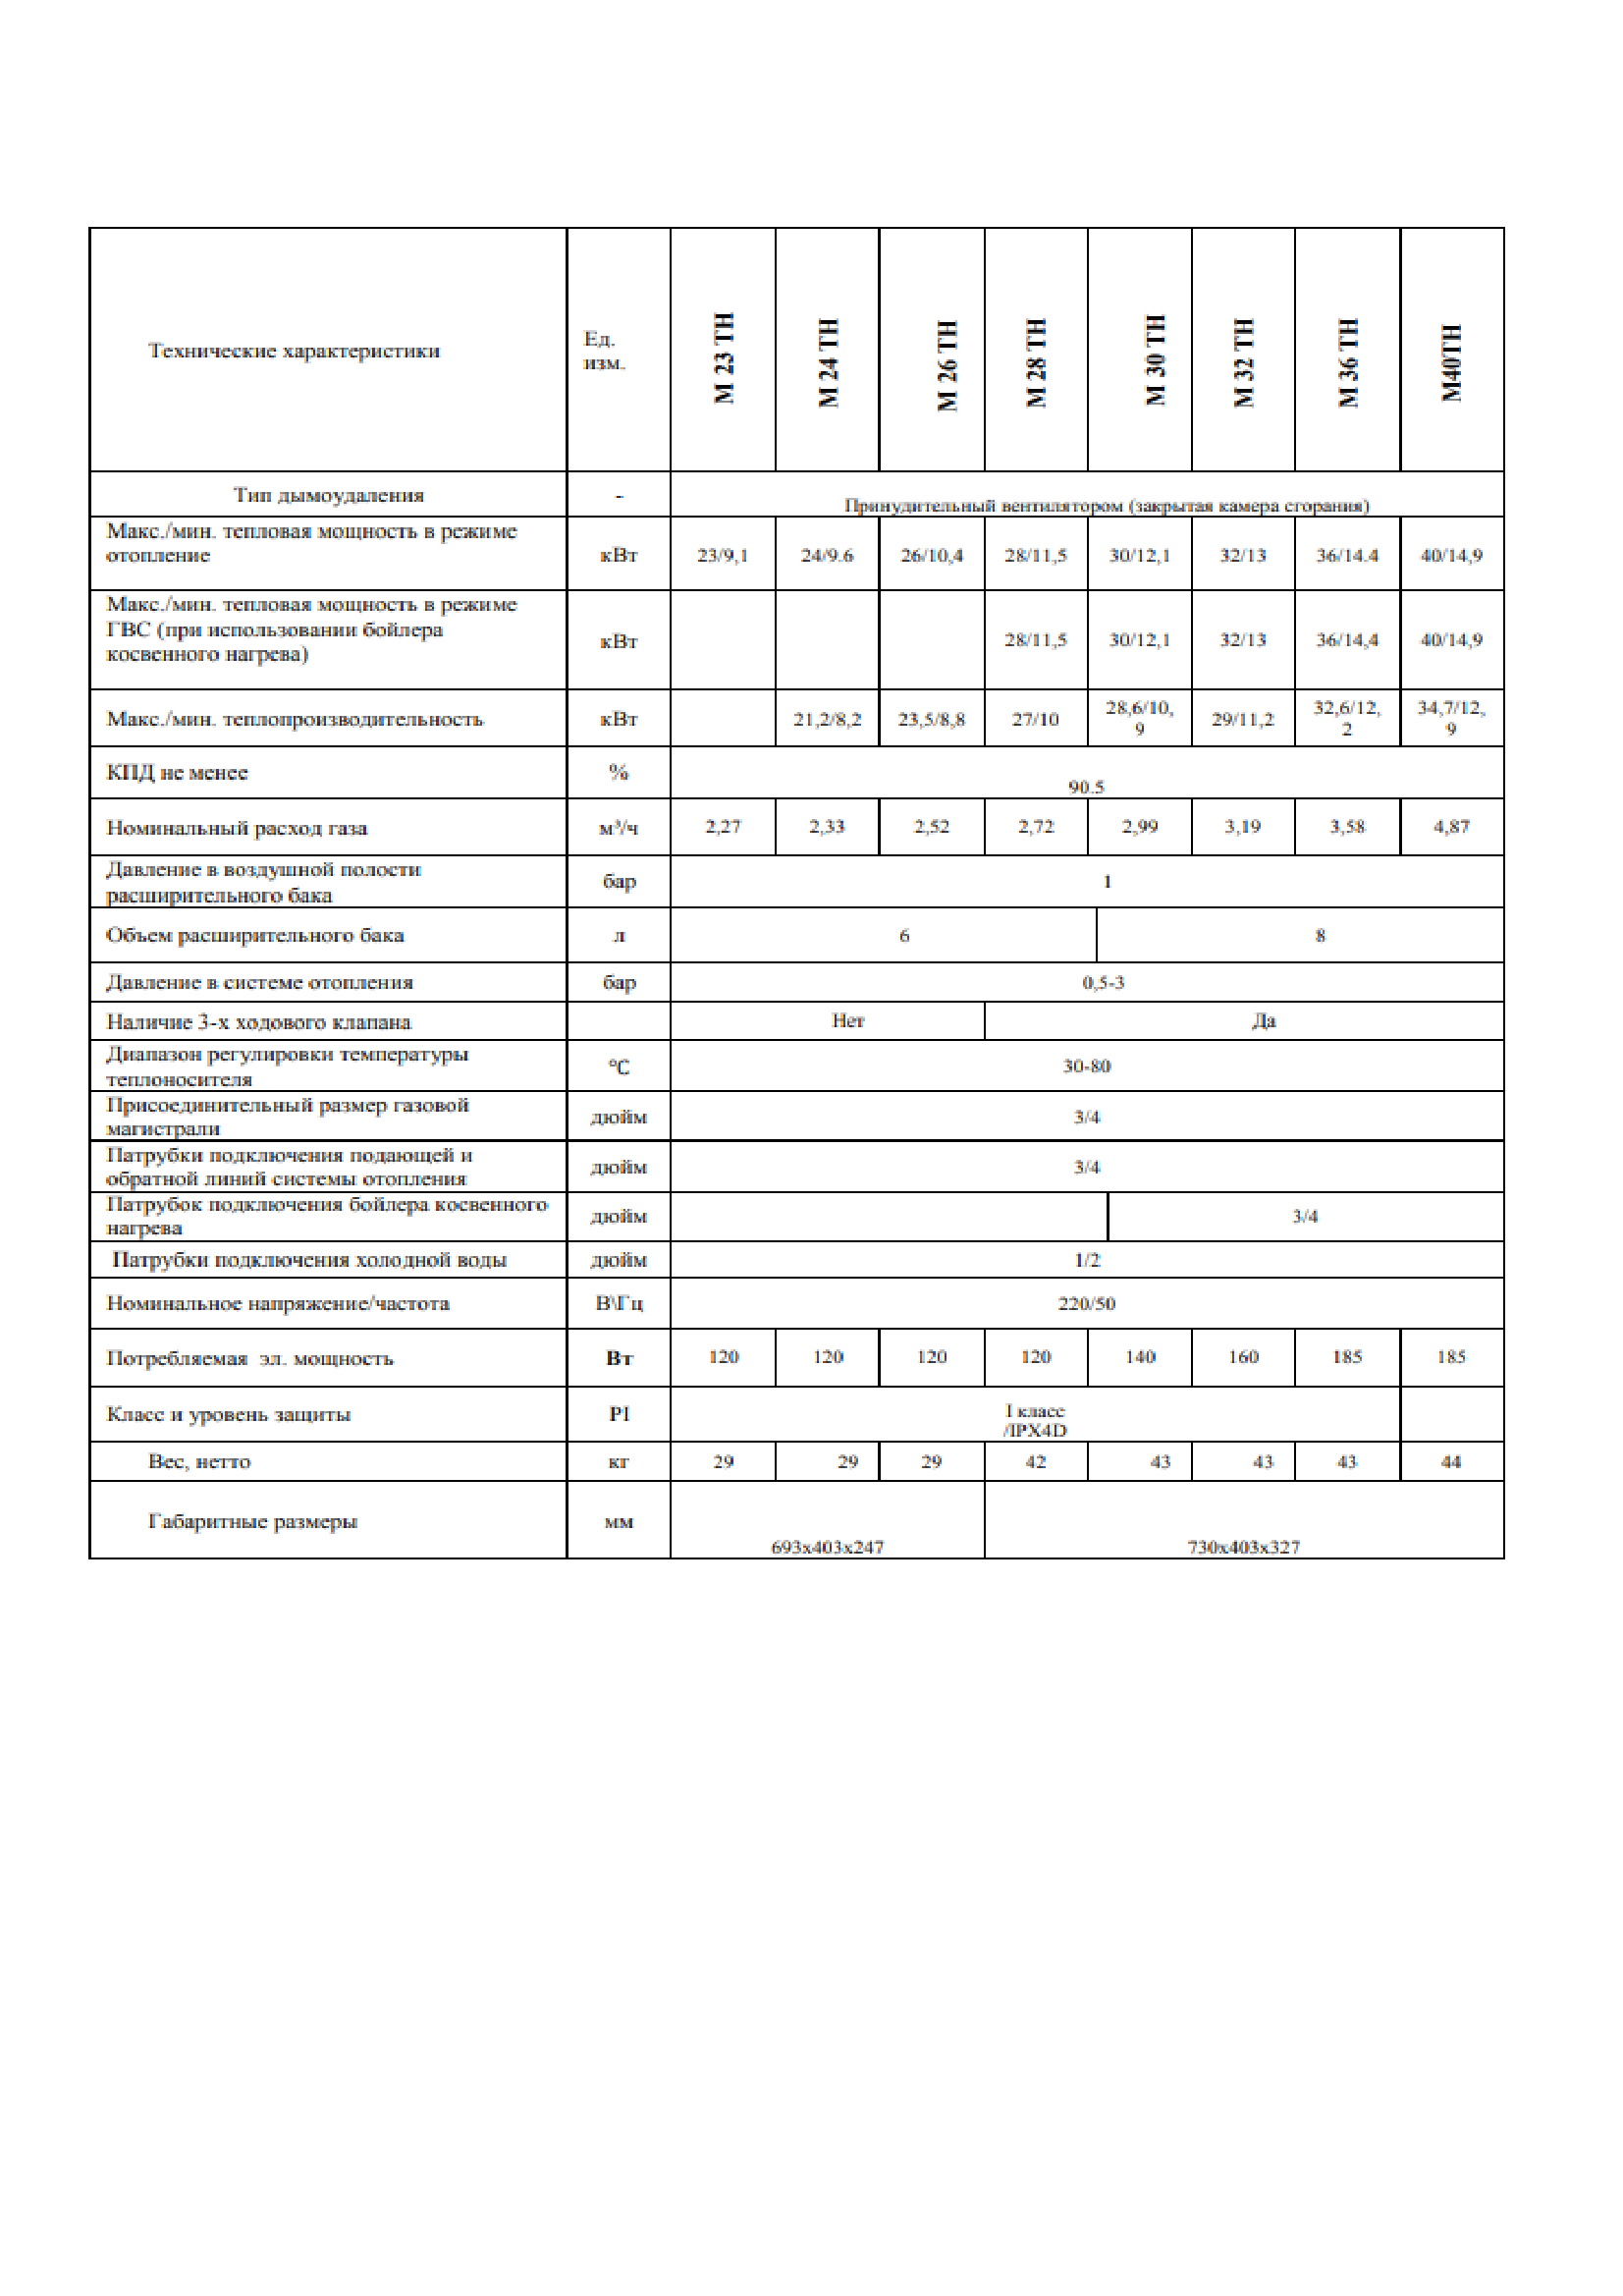 Технические характеристики
Ед.
изм.
М 23 ТН
М 24 ТН
М 26 ТН
М 28 ТН
М 30 ТН
М 32 ТН
М 36 ТН
М40ТН
Тип дымоудаления
-
Принудительный вентилятором (закрытая камера сгорания)
Макс./мин. тепловая мощность в режиме
отопление
кВт
23/9,1
24/9.6
26/10,4
28/11,5
30/12,1
32/13
36/14.4
40/14,9
Макс./мин. тепловая мощность в режиме
ГВС (при использовании бойлера
косвенного нагрева)
кВт
28/11,5
30/12,1
32/13
36/14,4
40/14,9
Макс./мин. теплопроизводительность
кВт
21,2/8,2
23,5/8,8
27/10
28,6/10,
9
29/11,2
32,6/12,
2
34,7/12,
9
КПД не менее
%
90.5
Номинальный расход газа
м³/ч
2,27
2,33
2,52
2,72
2,99
3,19
3,58
4,87
Давление в воздушной полости
расширительного бака
бар
1
Объем расширительного бака
л
6
8
Давление в системе отопления
бар
0,5-3
Наличие 3-х ходового клапана
Нет
Да
Диапазон регулировки температуры
теплоносителя
°С
30-80
Присоединительный размер газовой
магистрали
дюйм
3/4
Патрубки подключения подающей и
обратной линий системы отопления
дюйм
3/4
Патрубок подключения бойлера косвенного
нагрева
дюйм
3/4
Патрубки подключения холодной воды
дюйм
1/2
Номинальное напряжение/частота
В\Гц
220/50
Потребляемая эл. мощность
Вт
120
120
120
120
140
160
185
185
Класс и уровень защиты
PI
I класс
/IPX4D
Вес, нетто
кг
29
29
29
42
43
43
43
44
Габаритные размеры
мм
693х403х247
730х403х327